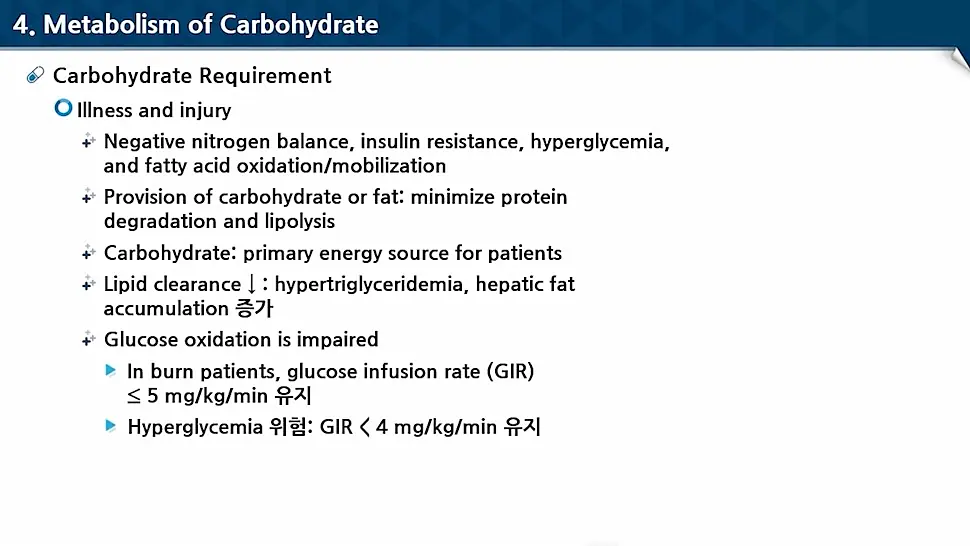 4. Metabolism of Carbohydrate
Carbohydrate Requirement
Illness and injury
Negative nitrogen balance, insulin resistance, hyperglycemia,
and fatty acid oxidation/mobilization
Provision of carbohydrate or fat: minimize protein
degradation and lipolysis
Carbohydrate: primary energy source for patients
Lipid clearance↓: hypertriglyceridemia, hepatic fat
accumulation 증가
Glucose oxidation is impaired
In burn patients, glucose infusion rate (GIR)
≤ 5 mg/kg/min 유지
Hyperglycemia 위험: GIR < 4 mg/kg/min 유지